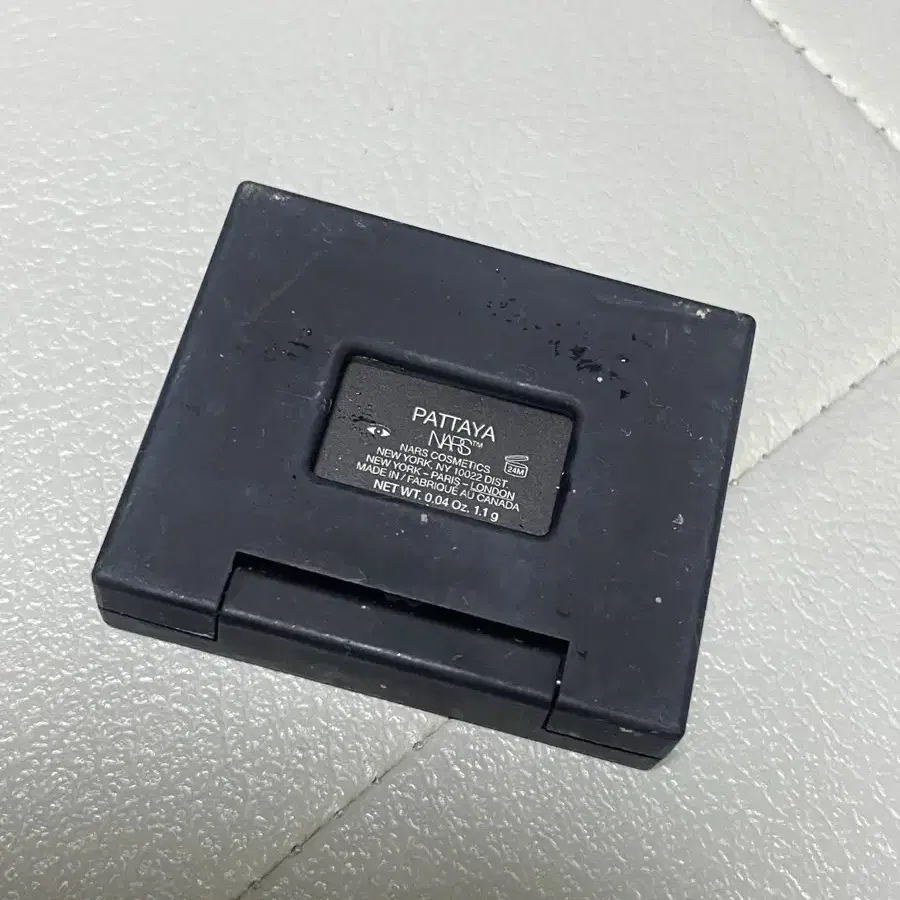 PATTAYA
NARS™
NARS COSMETICS
NEW YORK, NY 10022 DIST.
NEW YORK – PARIS – LONDON
MADE IN / FABRIQUÉ AU CANADA
NET WT. 0.04 Oz. 1.1 g
24M